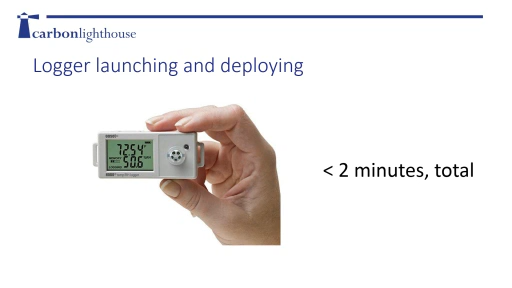 carbonlighthouse
Logger launching and deploying
72.54°
50.6
< 2 minutes, total